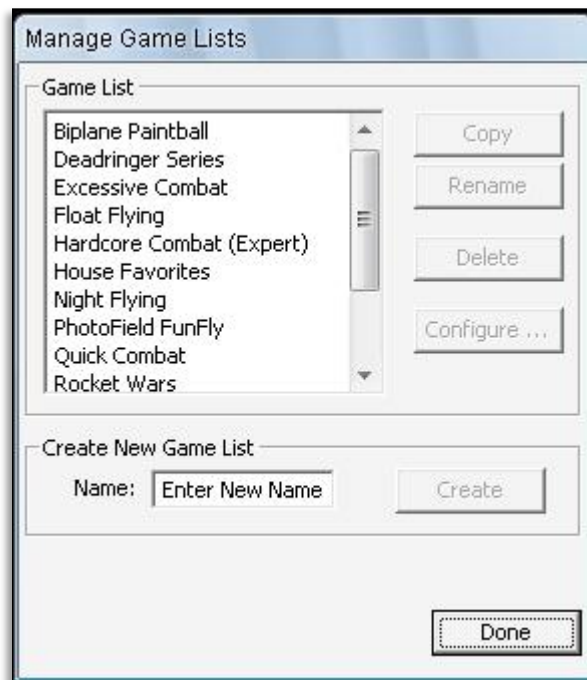 Manage Game Lists
Game List
Biplane Paintball
Deadringer Series
Excessive Combat
Float Flying
Hardcore Combat (Expert)
House Favorites
Night Flying
PhotoField FunFly
Quick Combat
Rocket Wars
Copy
Rename
Delete
Configure ...
Create New Game List
Name: Enter New Name
Create
Done